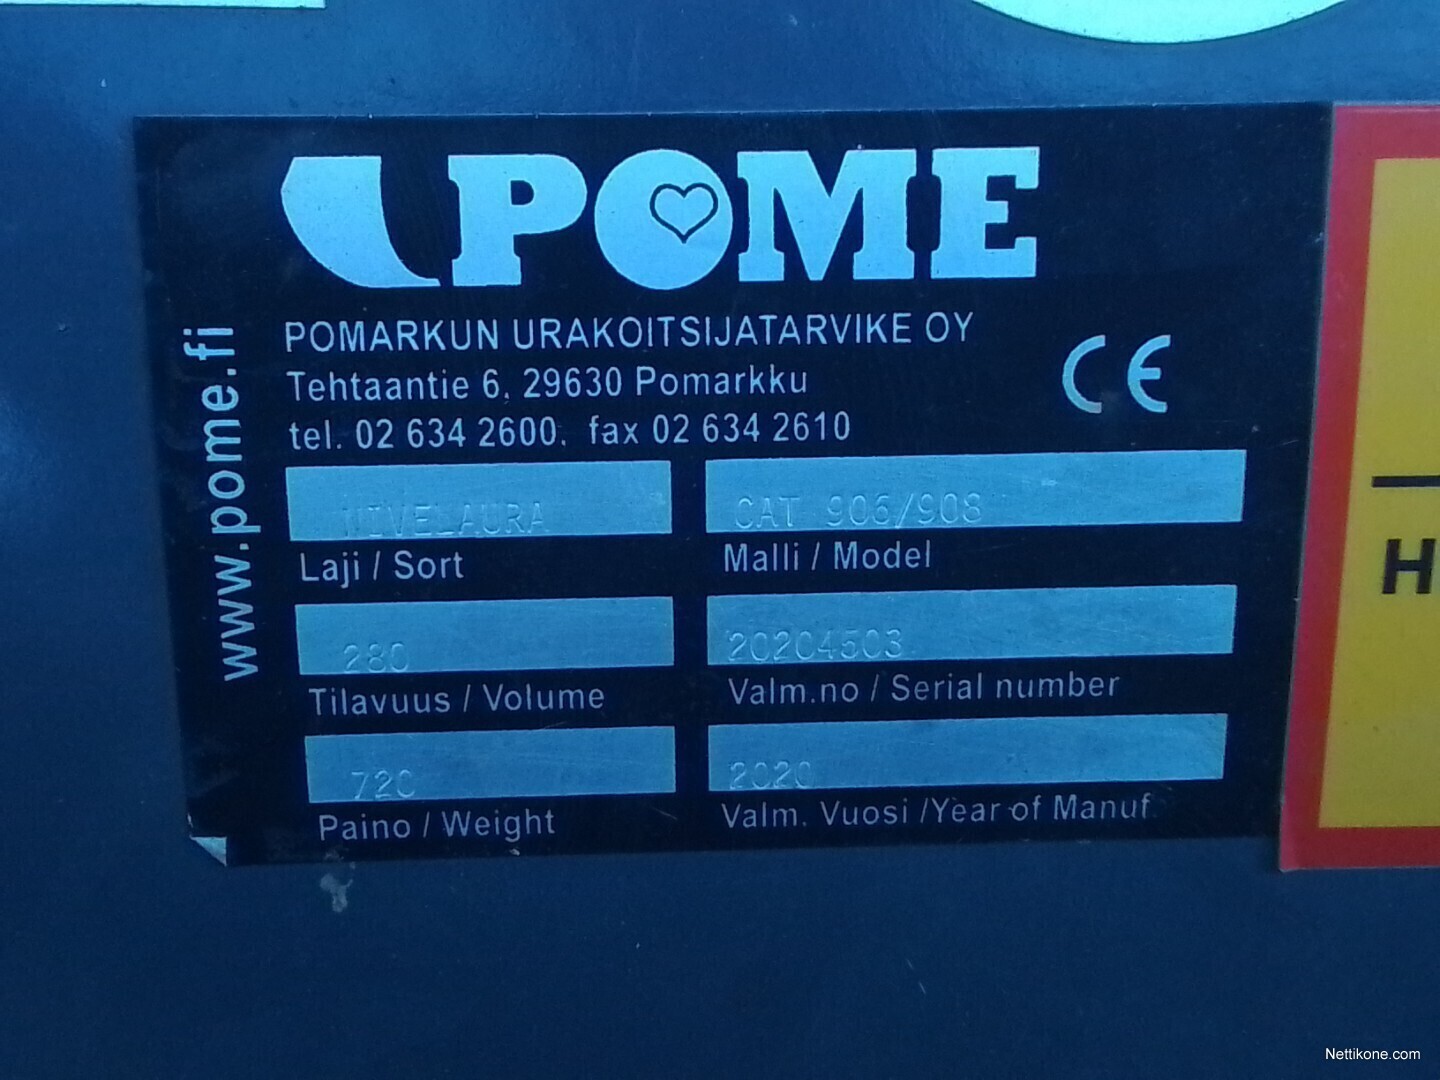 POME
www.pome.fi
POMARKUN URAKOITSIJATARVIKE OY
Tehtaantie 6, 29630 Pomarkku
tel. 02 634 2600, fax 02 634 2610
CE
NIVELAURA
Laji / Sort
CAT 906/908
Malli / Model
280
Tilavuus / Volume
20204503
Valm.no / Serial number
720
Paino / Weight
2020
Valm. Vuosi /Year of Manuf.
H
Nettikone.com